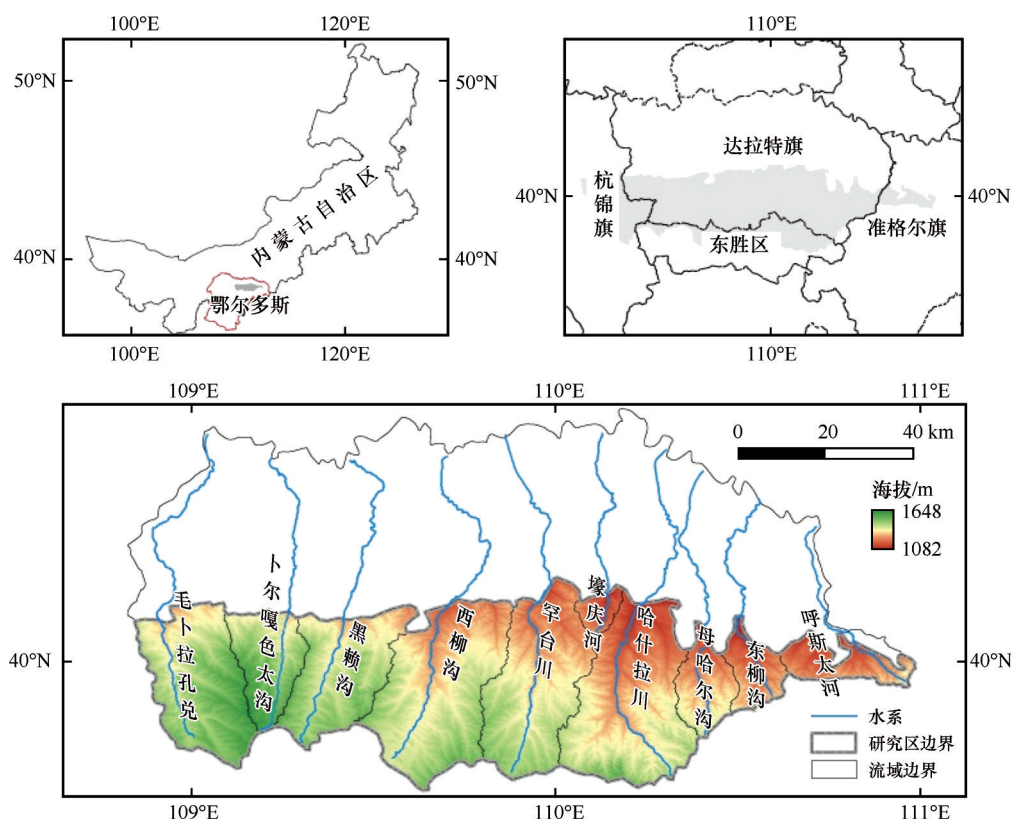 100°E
120°E
50°N
50°N
40°N
40°N
内蒙古自治区
鄂尔多斯
100°E
120°E
110°E
达拉特旗
40°N
40°N
杭锦旗
准格尔旗
东胜区
110°E
109°E
110°E
111°E
0 20 40 km
海拔/m
1648
1082
40°N
40°N
毛卜拉孔兑
卜尔嘎色太沟
黑赖沟
西柳沟
罕台川
壕庆河
哈什拉川
母哈尔沟
东柳沟
呼斯太河
水系
研究区边界
流域边界
109°E
110°E
111°E